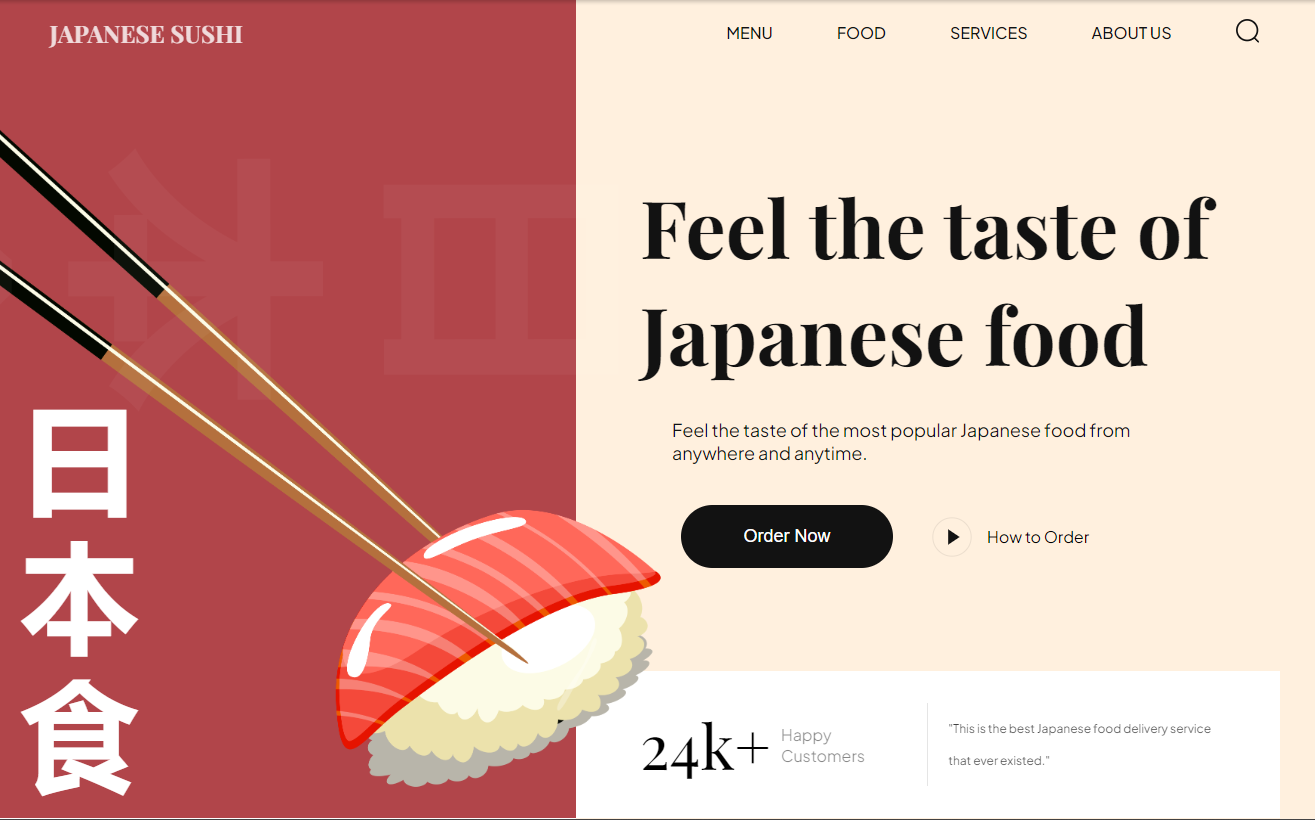 JAPANESE SUSHI
MENU FOOD SERVICES ABOUT US
Feel the taste of
Japanese food
Feel the taste of the most popular Japanese food from
anywhere and anytime.
Order Now How to Order
日
本
食
24k+
Happy
Customers
"This is the best Japanese food delivery service
that ever existed."